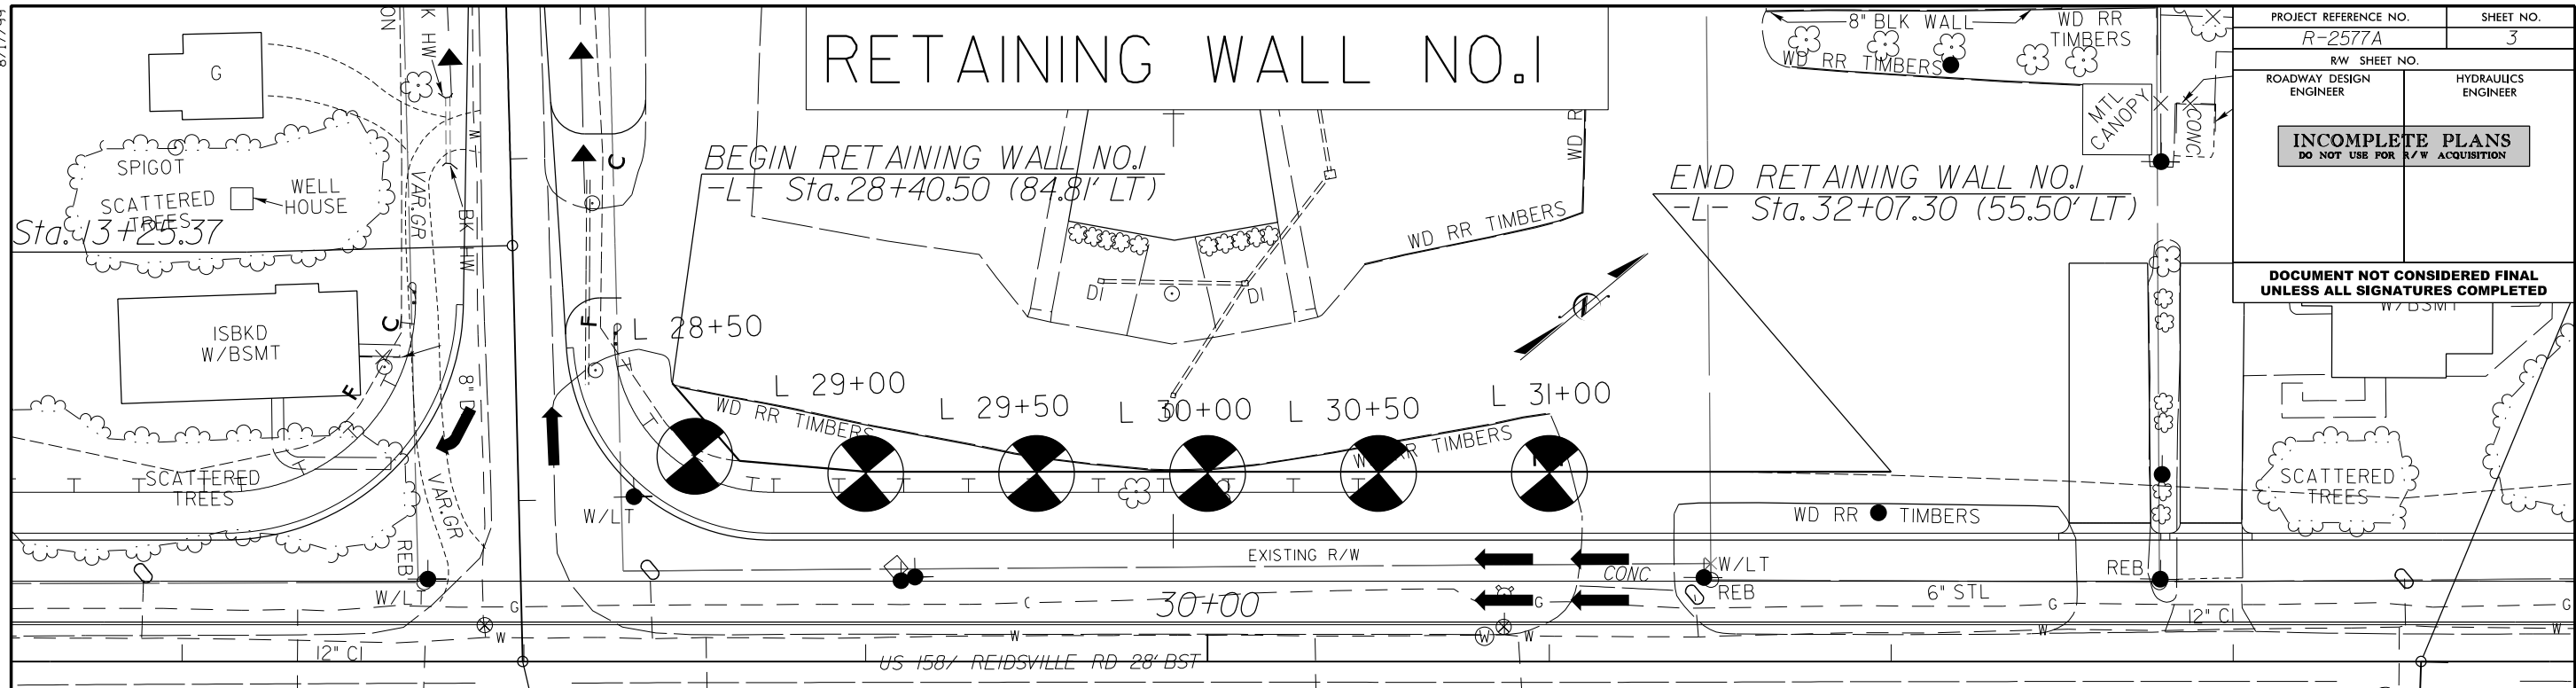 RETAINING WALL NO.1
PROJECT REFERENCE NO.
SHEET NO.
R-2577A
3
RW SHEET NO.
ROADWAY DESIGN
ENGINEER
HYDRAULICS
ENGINEER
INCOMPLETE PLANS
DO NOT USE FOR R/W ACQUISITION
DOCUMENT NOT CONSIDERED FINAL
UNLESS ALL SIGNATURES COMPLETED
8/17/99
8" BLK WALL
WD RR
TIMBERS
WD RR TIMBERS
MTL
CANOPY
CONC
G
BK HW
SPIGOT
SCATTERED
TREES
WELL
HOUSE
Sta. 13+25.37
VAR.GR
C
BEGIN RETAINING WALL NO.1
-L- Sta. 28+40.50 (84.81' LT)
END RETAINING WALL NO.1
-L- Sta. 32+07.30 (55.50' LT)
WD R
WD RR TIMBERS
DI
DI
ISBKD
W/BSMT
C
F
F
W/BSMT
L 28+50
L 29+00
L 29+50
L 30+00
L 30+50
L 31+00
WD RR TIMBERS
WD RR TIMBERS
SCATTERED
TREES
VAR.GR
REB
W/LT
W/LT
WD RR TIMBERS
SCATTERED
TREES
EXISTING R/W
CONC
W/LT
REB
6" STL
REB
G
30+00
G
G
G
W
W
W
W
W
W
12" CI
12" CI
US 158/ REIDSVILLE RD 28' BST